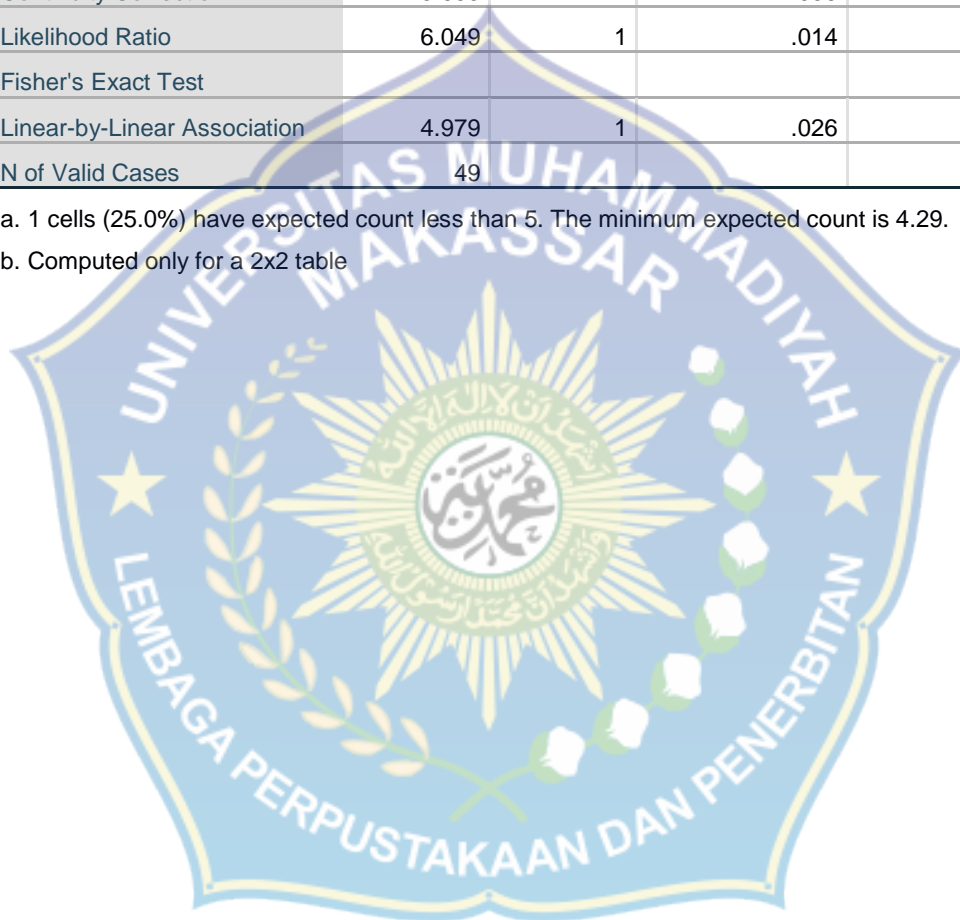 Likelihood Ratio 6.049 1 .014
Fisher's Exact Test
Linear-by-Linear Association 4.979 1 .026
N of Valid Cases 49
a. 1 cells (25.0%) have expected count less than 5. The minimum expected count is 4.29.
b. Computed only for a 2x2 table
UNIVERSITAS MUHAMMADIYAH
MAKASSAR
LEMBAGA PERPUSTAKAAN DAN PENERBITAN